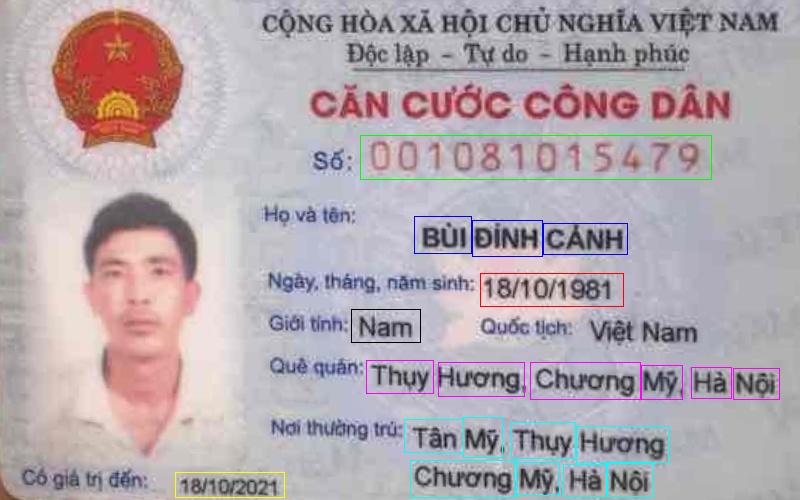 CỘNG HÒA XÃ HỘI CHỦ NGHĨA VIỆT NAM
Độc lập - Tự do - Hạnh phúc
CĂN CƯỚC CÔNG DÂN
Số: 001081015479
Họ và tên:
BÙI ĐÌNH CẢNH
Ngày, tháng, năm sinh: 18/10/1981
Giới tính: Nam Quốc tịch: Việt Nam
Quê quán: Thụy Hương, Chương Mỹ, Hà Nội
Nơi thường trú: Tân Mỹ, Thụy Hương
Chương Mỹ, Hà Nội
Có giá trị đến: 18/10/2021